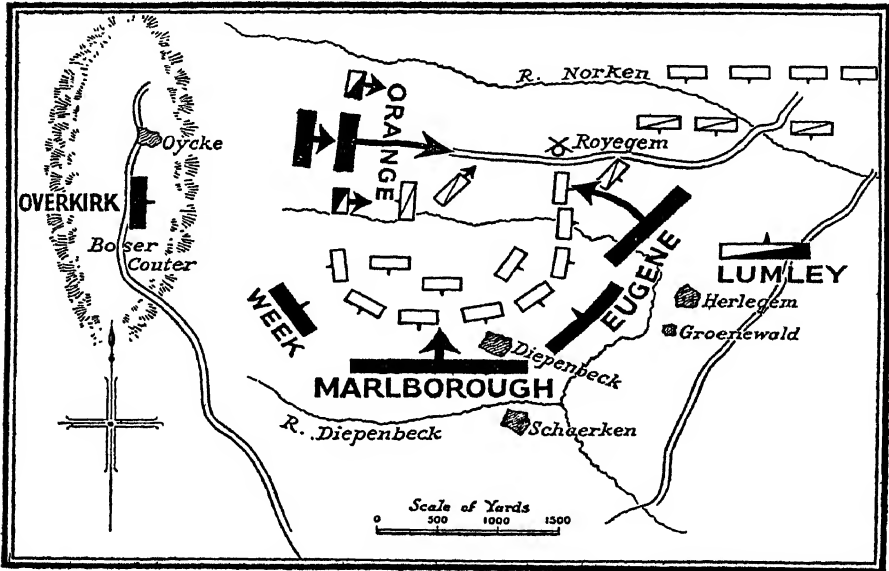 R. Norken
ORANGE
Royegem
Oycke
OVERKIRK
Boser
Couter
EUGENE
LUMLEY
WEEK
Herlegem
Groenewald
Diepenbeck
MARLBOROUGH
R. Diepenbeck
Schaerken
Scale of Yards
0 500 1000 1500